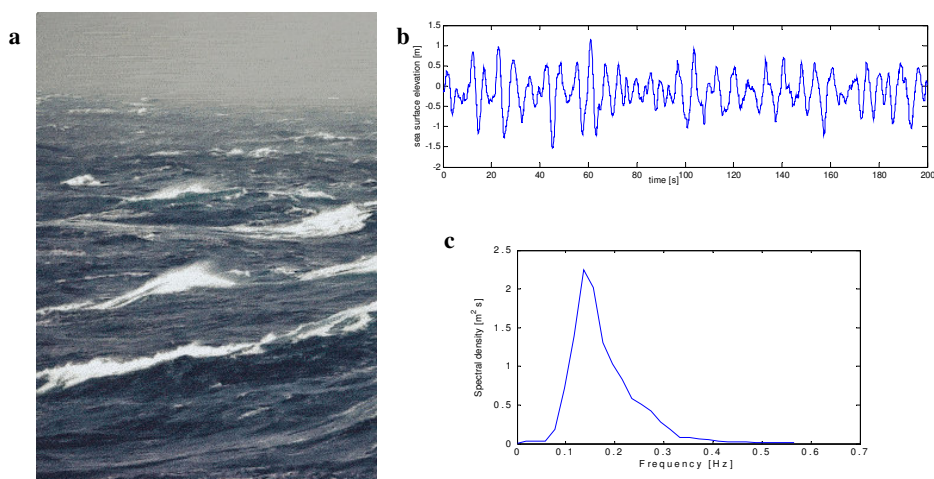 a
b
1.5
1
0.5
0
-0.5
-1
-1.5
-2
sea surface elevation [m]
0 20 40 60 80 100 120 140 160 180 200
time [s]
c
2.5
2
1.5
1
0.5
0
Spectral density [m² s]
0 0.1 0.2 0.3 0.4 0.5 0.6 0.7
Frequency [Hz]